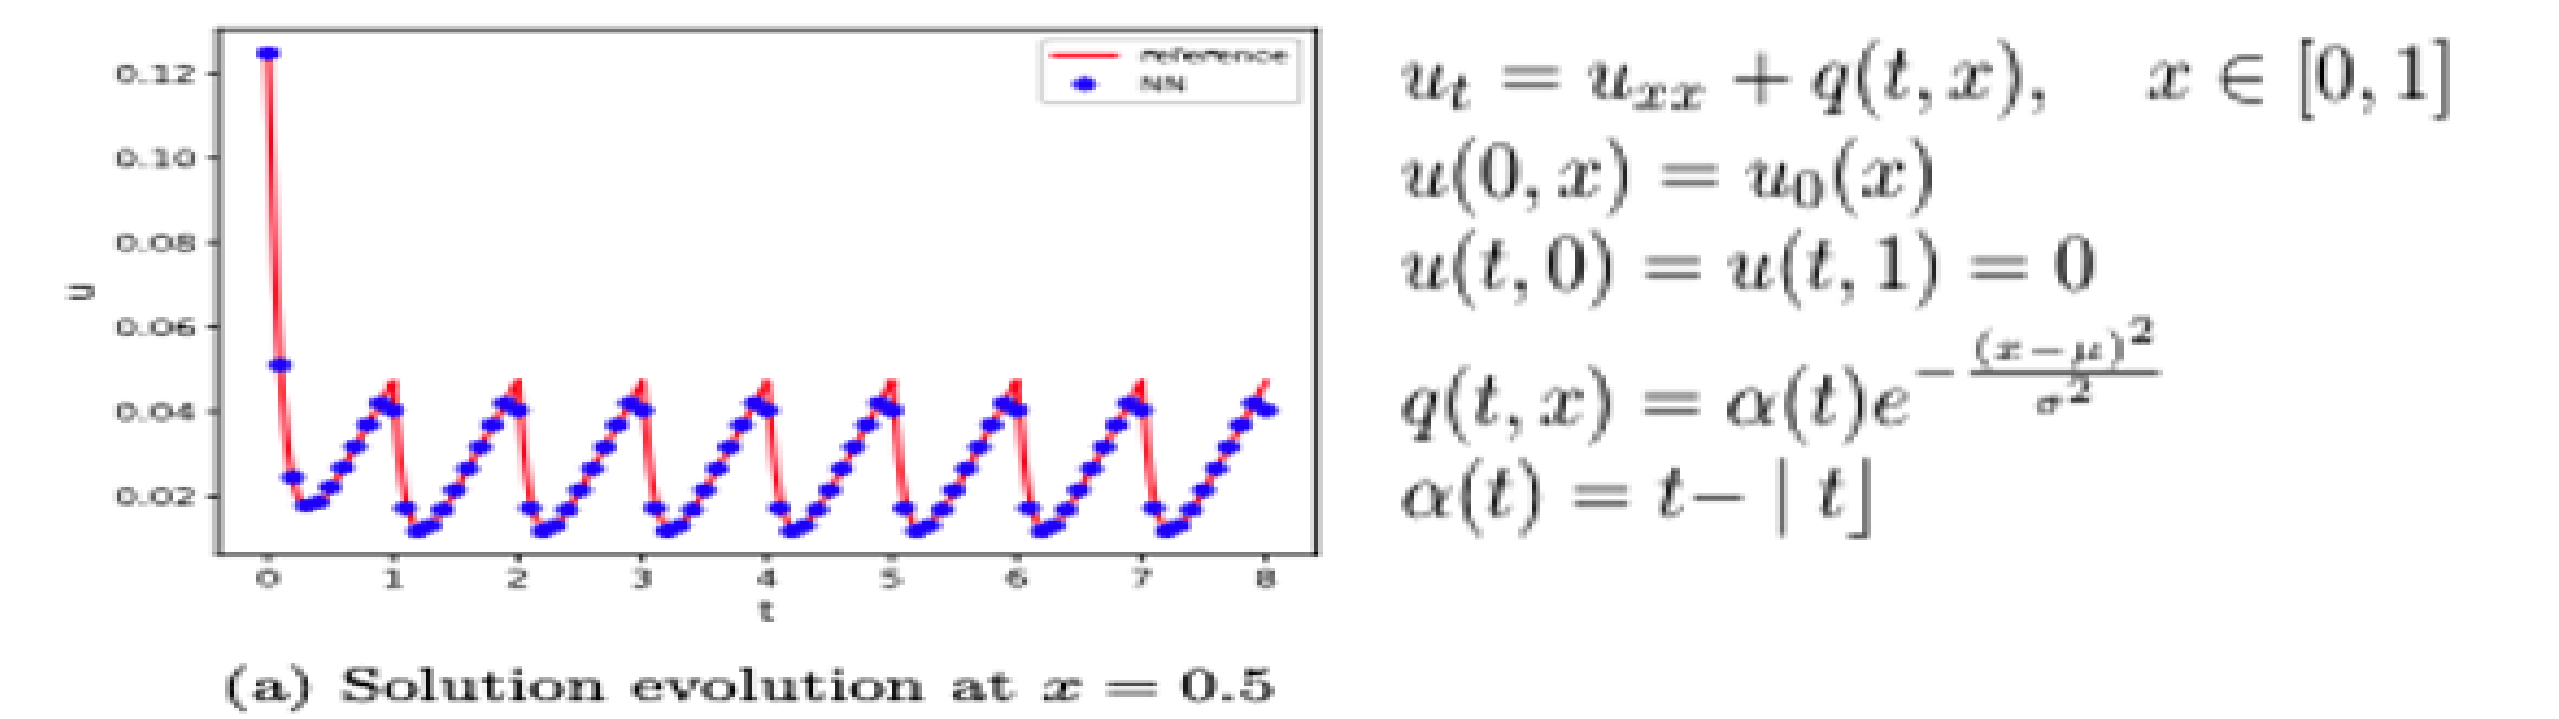 0.12
0.10
0.08
0.06
0.04
0.02
u
0 1 2 3 4 5 6 7 8
t
reference
NN
(a) Solution evolution at x = 0.5
u_t = u_{xx} + q(t, x), x ∈ [0, 1]
u(0, x) = u_0(x)
u(t, 0) = u(t, 1) = 0
q(t, x) = α(t)e^{-\frac{(x-μ)^2}{σ^2}}
α(t) = t− | t⌋